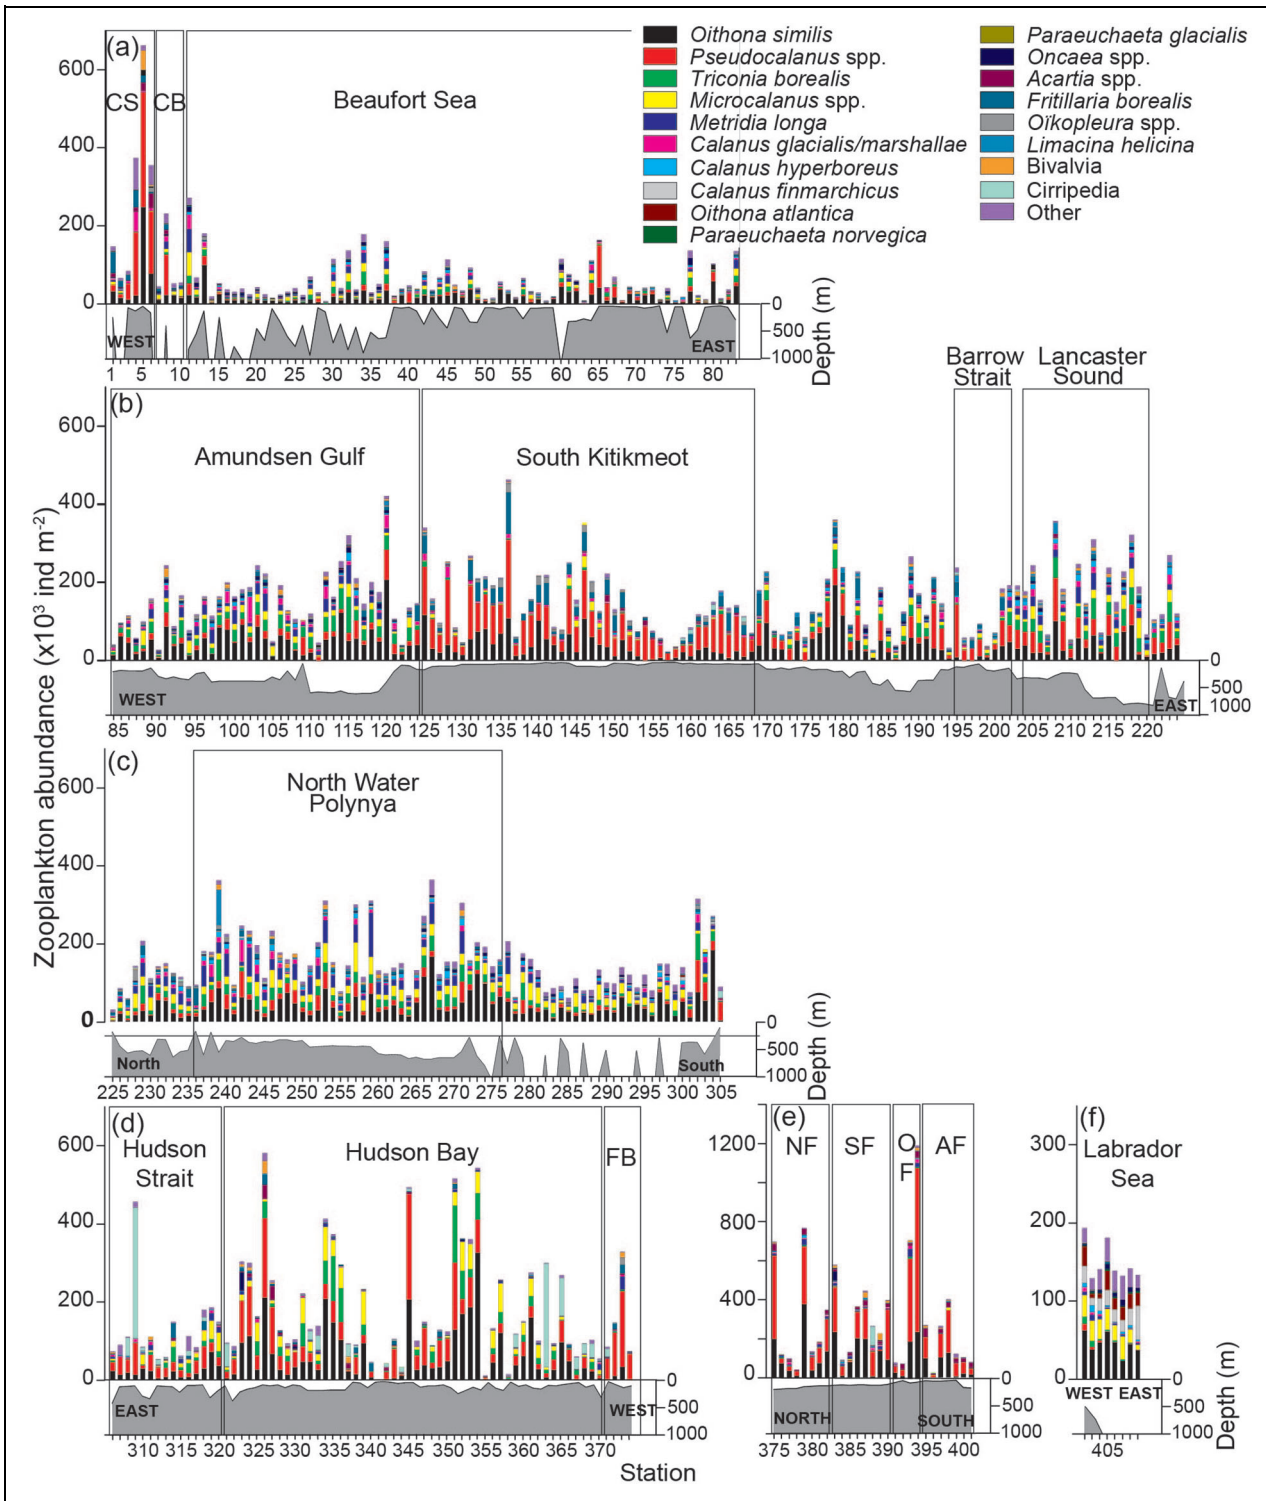 (a)
CS
CB
Beaufort Sea
Oithona similis
Pseudocalanus spp.
Triconia borealis
Microcalanus spp.
Metridia longa
Calanus glacialis/marshallae
Calanus hyperboreus
Calanus finmarchicus
Oithona atlantica
Paraeuchaeta norvegica
Paraeuchaeta glacialis
Oncaea spp.
Acartia spp.
Fritillaria borealis
Oïkopleura spp.
Limacina helicina
Bivalvia
Cirripedia
Other
600
400
200
0
0
500
1000
Depth (m)
WEST
EAST
1 5 10 15 20 25 30 35 40 45 50 55 60 65 70 75 80
(b)
Amundsen Gulf
South Kitikmeot
Barrow
Strait
Lancaster
Sound
600
400
200
0
0
500
1000
WEST
EAST
85 90 95 100 105 110 115 120 125 130 135 140 145 150 155 160 165 170 175 180 185 190 195 200 205 210 215 220
Zooplankton abundance (x10³ ind m⁻²)
(c)
North Water
Polynya
600
400
200
0
0
500
1000
Depth (m)
North
South
225 230 235 240 245 250 255 260 265 270 275 280 285 290 295 300 305
(d)
Hudson
Strait
Hudson Bay
FB
600
400
200
0
0
500
1000
EAST
WEST
310 315 320 325 330 335 340 345 350 355 360 365 370
Station
(e)
NF
SF
O
F
AF
1200
800
400
0
0
500
1000
NORTH
SOUTH
375 380 385 390 395 400
(f)
Labrador
Sea
300
200
100
0
WEST EAST
0
500
1000
Depth (m)
405